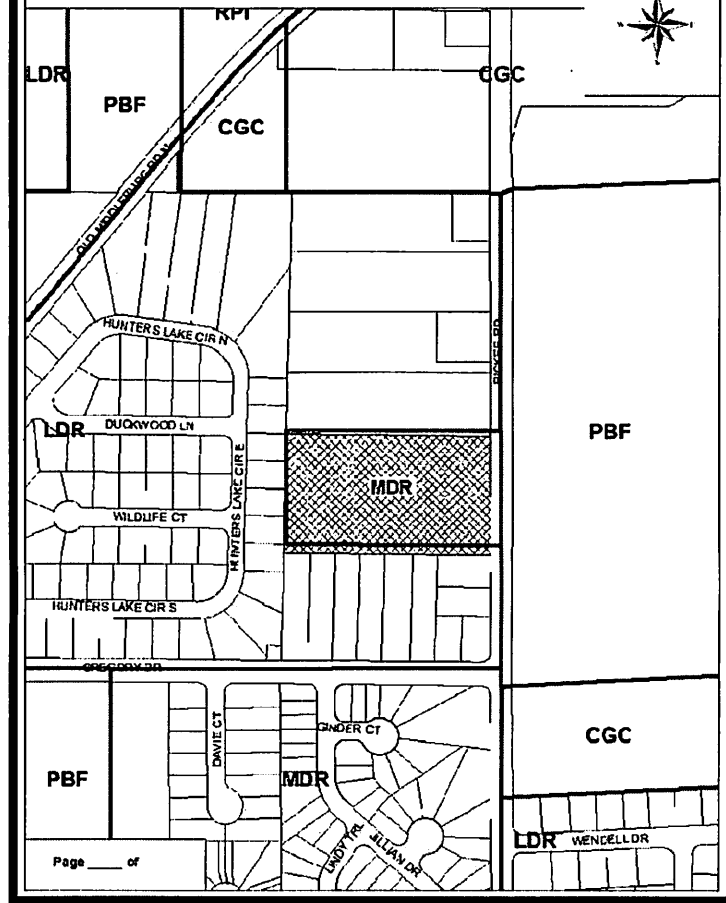 RPI
LDR
PBF
CGC
CGC
OLD MIDDLEBURG RD N
HUNTERS LAKE CIR N
RICKER RD
LDR
DUCKWOOD LN
HUNTERS LAKE CIR E
MDR
PBF
WILDLIFE CT
HUNTERS LAKE CIR S
GREGORY DR
DAVIE CT
GINDER CT
CGC
PBF
MDR
LINDY TRL
JILLIAN DR
LDR
WENDELL DR
Page ____ of